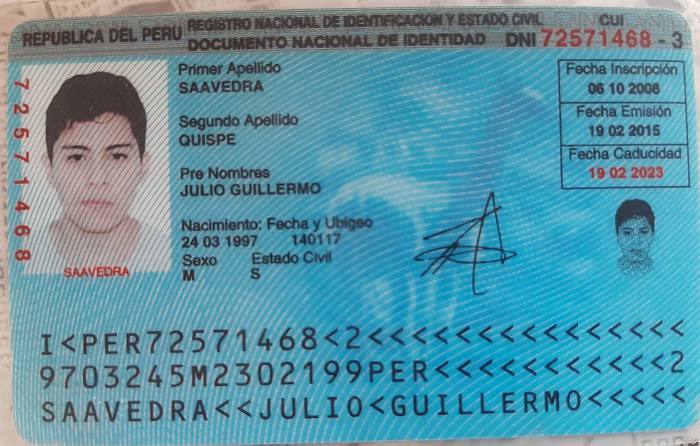 REPUBLICA DEL PERU
REGISTRO NACIONAL DE IDENTIFICACION Y ESTADO CIVIL
CUI
DOCUMENTO NACIONAL DE IDENTIDAD DNI 72571468 - 3
72571468
Primer Apellido
SAAVEDRA
Segundo Apellido
QUISPE
Pre Nombres
JULIO GUILLERMO
Nacimiento: Fecha y Ubigeo
24 03 1997 140117
Sexo Estado Civil
M S
Fecha Inscripción
06 10 2008
Fecha Emisión
19 02 2015
Fecha Caducidad
19 02 2023
SAAVEDRA
I<PER72571468<2<<<<<<<<<<<<<<<<
9703245M2302199PER<<<<<<<<<<<2
SAAVEDRA<<JULIO<GUILLERMO<<<<<